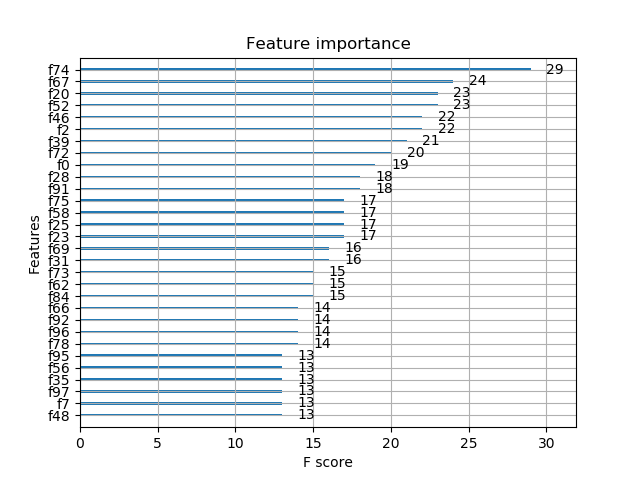 Feature importance
f74 29
f67 24
f20 23
f52 23
f46 22
f2 22
f39 21
f72 20
f0 19
f28 18
f91 18
f75 17
f58 17
f25 17
f23 17
f69 16
f31 16
f73 15
f62 15
f84 15
f66 14
f92 14
f96 14
f78 14
f95 13
f56 13
f35 13
f97 13
f7 13
f48 13
0 5 10 15 20 25 30
F score
Features